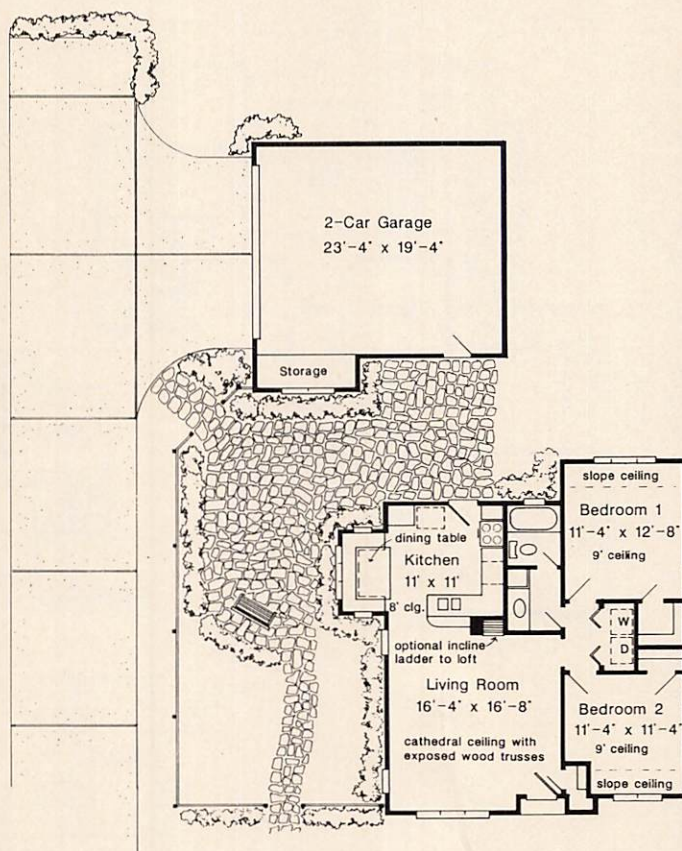 2-Car Garage
23'-4" x 19'-4"
Storage
slope ceiling
Bedroom 1
11'-4" x 12'-8"
9' ceiling
dining table
Kitchen
11' x 11'
8' clg.
W
D
optional incline
ladder to loft
Living Room
16'-4" x 16'-8"
cathedral ceiling with
exposed wood trusses
Bedroom 2
11'-4" x 11'-4"
9' ceiling
slope ceiling